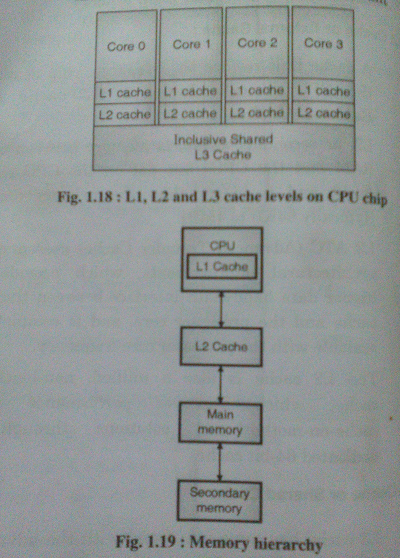 Core 0 Core 1 Core 2 Core 3
L1 cache L1 cache L1 cache L1 cache
L2 cache L2 cache L2 cache L2 cache
Inclusive Shared
L3 Cache
Fig. 1.18 : L1, L2 and L3 cache levels on CPU chip
CPU
L1 Cache
L2 Cache
Main
memory
Secondary
memory
Fig. 1.19 : Memory hierarchy